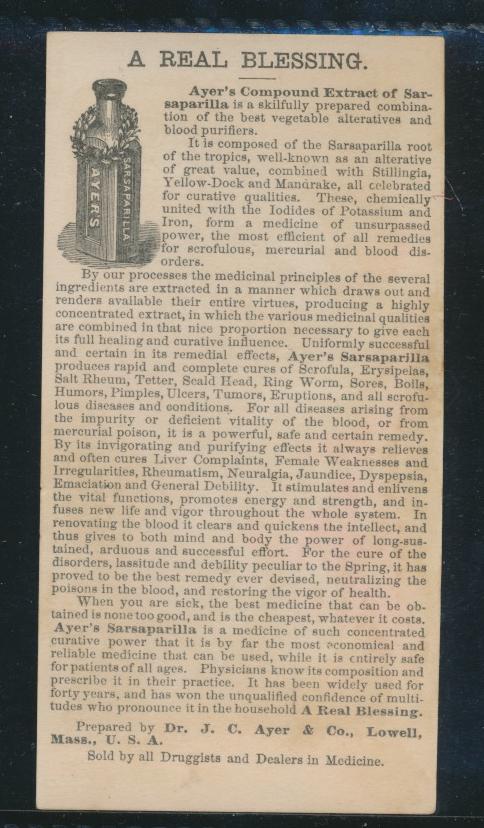 A REAL BLESSING.
Ayer's Compound Extract of Sar-
saparilla is a skilfully prepared combina-
tion of the best vegetable alteratives and
blood purifiers.
It is composed of the Sarsaparilla root
of the tropics, well-known as an alterative
of great value, combined with Stillingia,
Yellow-Dock and Mandrake, all celebrated
for curative qualities. These, chemically
united with the Iodides of Potassium and
Iron, form a medicine of unsurpassed
power, the most efficient of all remedies
for scrofulous, mercurial and blood dis-
orders.
SARSAPARILLA
AYERS
By our processes the medicinal principles of the several
ingredients are extracted in a manner which draws out and
renders available their entire virtues, producing a highly
concentrated extract, in which the various medicinal qualities
are combined in that nice proportion necessary to give each
its full healing and curative influence. Uniformly successful
and certain in its remedial effects, Ayer's Sarsaparilla
produces rapid and complete cures of Scrofula, Erysipelas,
Salt Rheum, Tetter, Scald Head, Ring Worm, Sores, Boils,
Humors, Pimples, Ulcers, Tumors, Eruptions, and all scrofu-
lous diseases and conditions. For all diseases arising from
the impurity or deficient vitality of the blood, or from
mercurial poison, it is a powerful, safe and certain remedy.
By its invigorating and purifying effects it always relieves
and often cures Liver Complaints, Female Weaknesses and
Irregularities, Rheumatism, Neuralgia, Jaundice, Dyspepsia,
Emaciation and General Debility. It stimulates and enlivens
the vital functions, promotes energy and strength, and in-
fuses new life and vigor throughout the whole system. In
renovating the blood it clears and quickens the intellect, and
thus gives to both mind and body the power of long-sus-
tained, arduous and successful effort. For the cure of the
disorders, lassitude and debility peculiar to the Spring, it has
proved to be the best remedy ever devised, neutralizing the
poisons in the blood, and restoring the vigor of health.
When you are sick, the best medicine that can be ob-
tained is none too good, and is the cheapest, whatever it costs.
Ayer's Sarsaparilla is a medicine of such concentrated
curative power that it is by far the most economical and
reliable medicine that can be used, while it is entirely safe
for patients of all ages. Physicians know its composition and
prescribe it in their practice. It has been widely used for
forty years, and has won the unqualified confidence of multi-
tudes who pronounce it in the household A Real Blessing.
Prepared by Dr. J. C. Ayer & Co., Lowell,
Mass., U. S. A.
Sold by all Druggists and Dealers in Medicine.